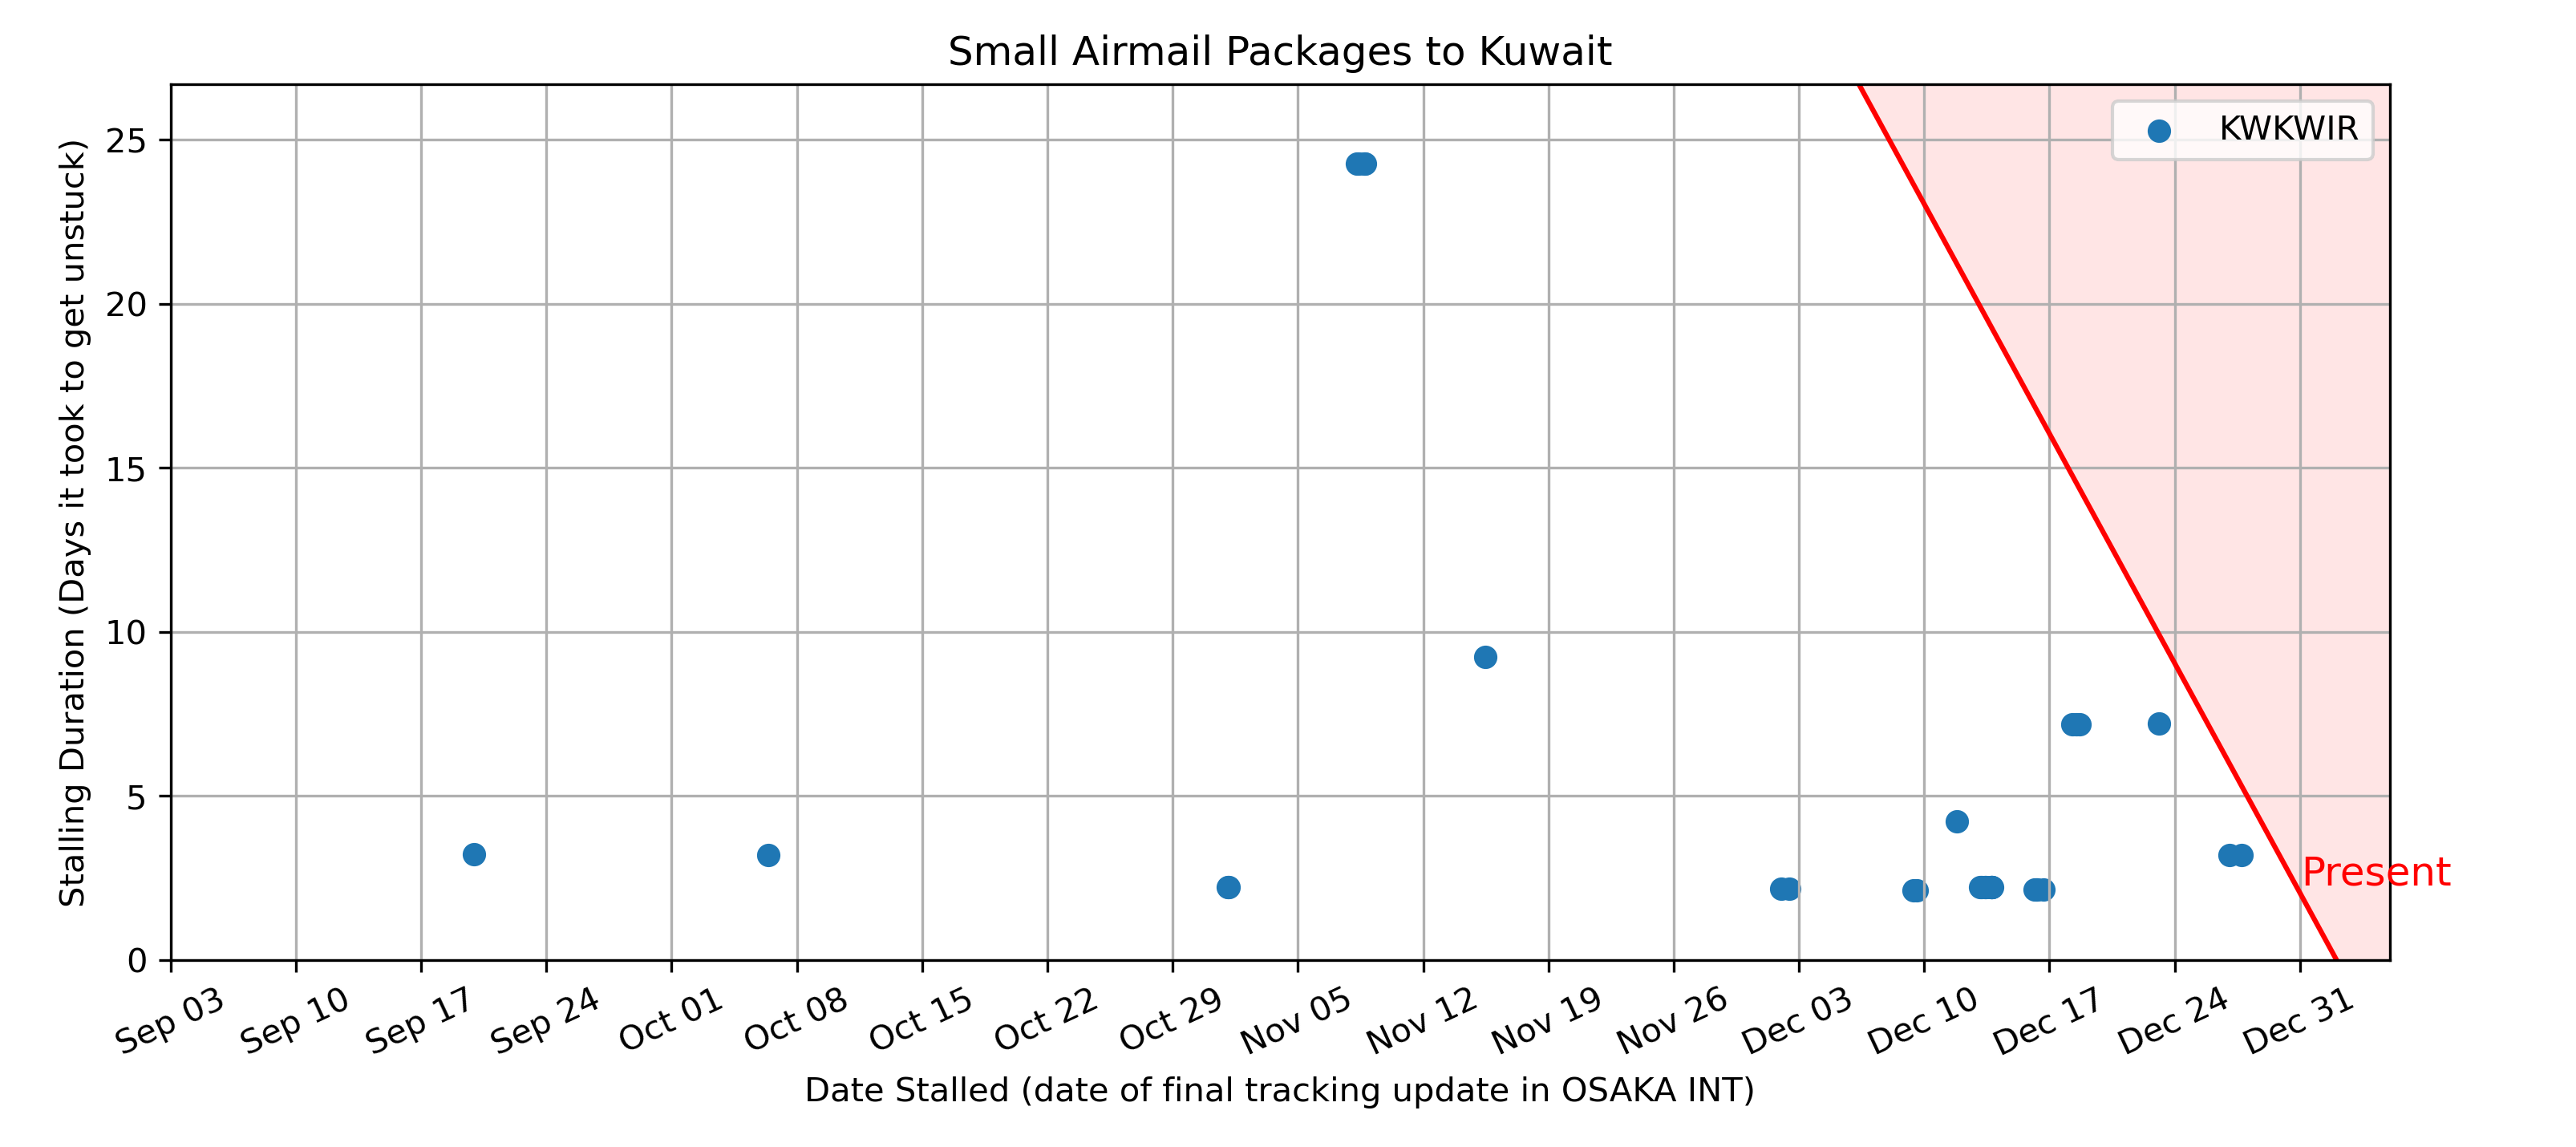 Small Airmail Packages to Kuwait
KWKWIR
Stalling Duration (Days it took to get unstuck)
25
20
15
10
5
0
Present
Sep 03
Sep 10
Sep 17
Sep 24
Oct 01
Oct 08
Oct 15
Oct 22
Oct 29
Nov 05
Nov 12
Nov 19
Nov 26
Dec 03
Dec 10
Dec 17
Dec 24
Dec 31
Date Stalled (date of final tracking update in OSAKA INT)